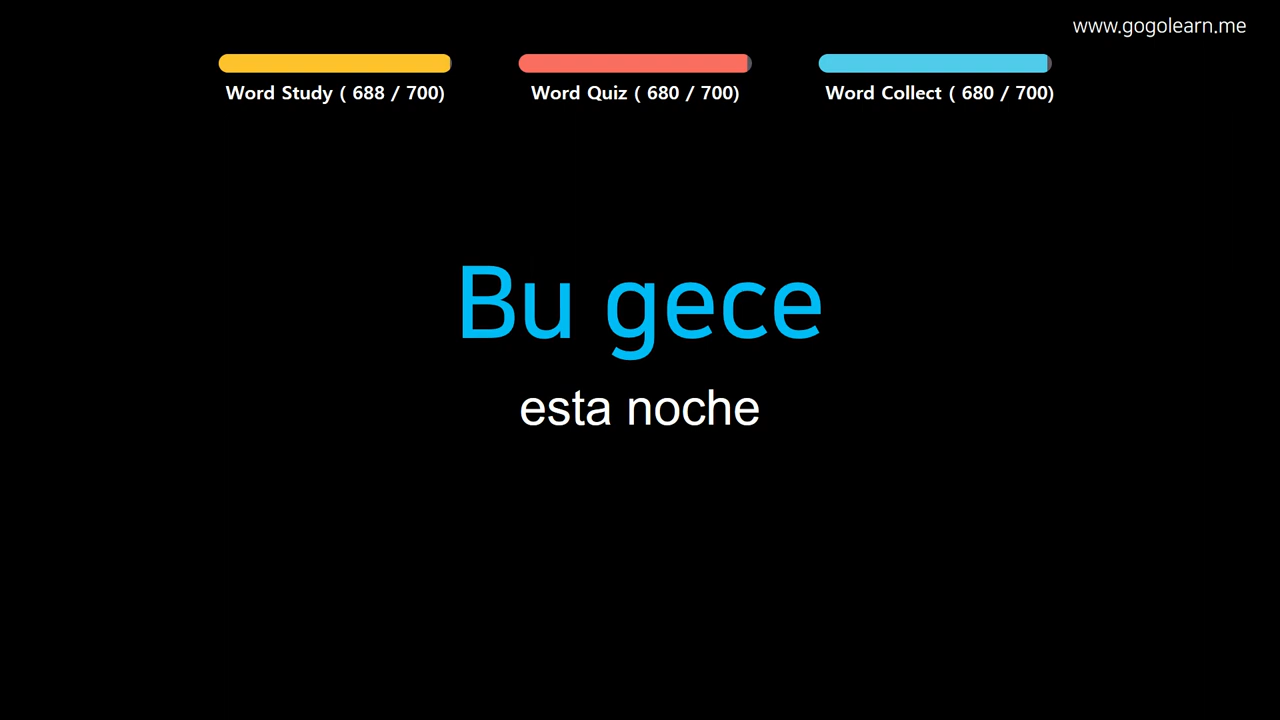 www.gogolearn.me
Word Study ( 688 / 700)
Word Quiz ( 680 / 700)
Word Collect ( 680 / 700)
Bu gece
esta noche